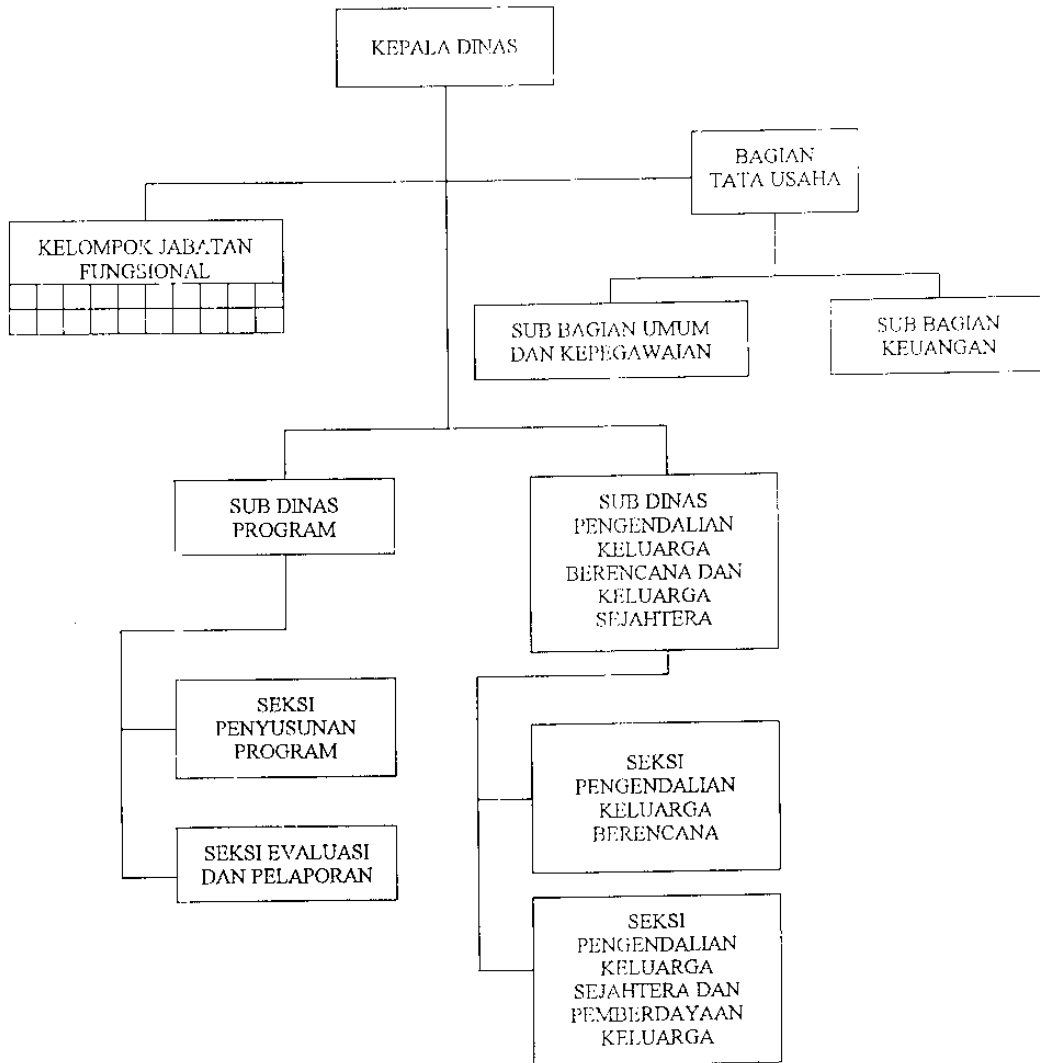 KEPALA DINAS
BAGIAN
TATA USAHA
KELOMPOK JABATAN
FUNGSIONAL
SUB BAGIAN UMUM
DAN KEPEGAWAIAN
SUB BAGIAN
KEUANGAN
SUB DINAS
PROGRAM
SUB DINAS
PENGENDALIAN
KELUARGA
BERENCANA DAN
KELUARGA
SEJAHTERA
SEKSI
PENYUSUNAN
PROGRAM
SEKSI EVALUASI
DAN PELAPORAN
SEKSI
PENGENDALIAN
KELUARGA
BERENCANA
SEKSI
PENGENDALIAN
KELUARGA
SEJAHTERA DAN
PEMBERDAYAAN
KELUARGA